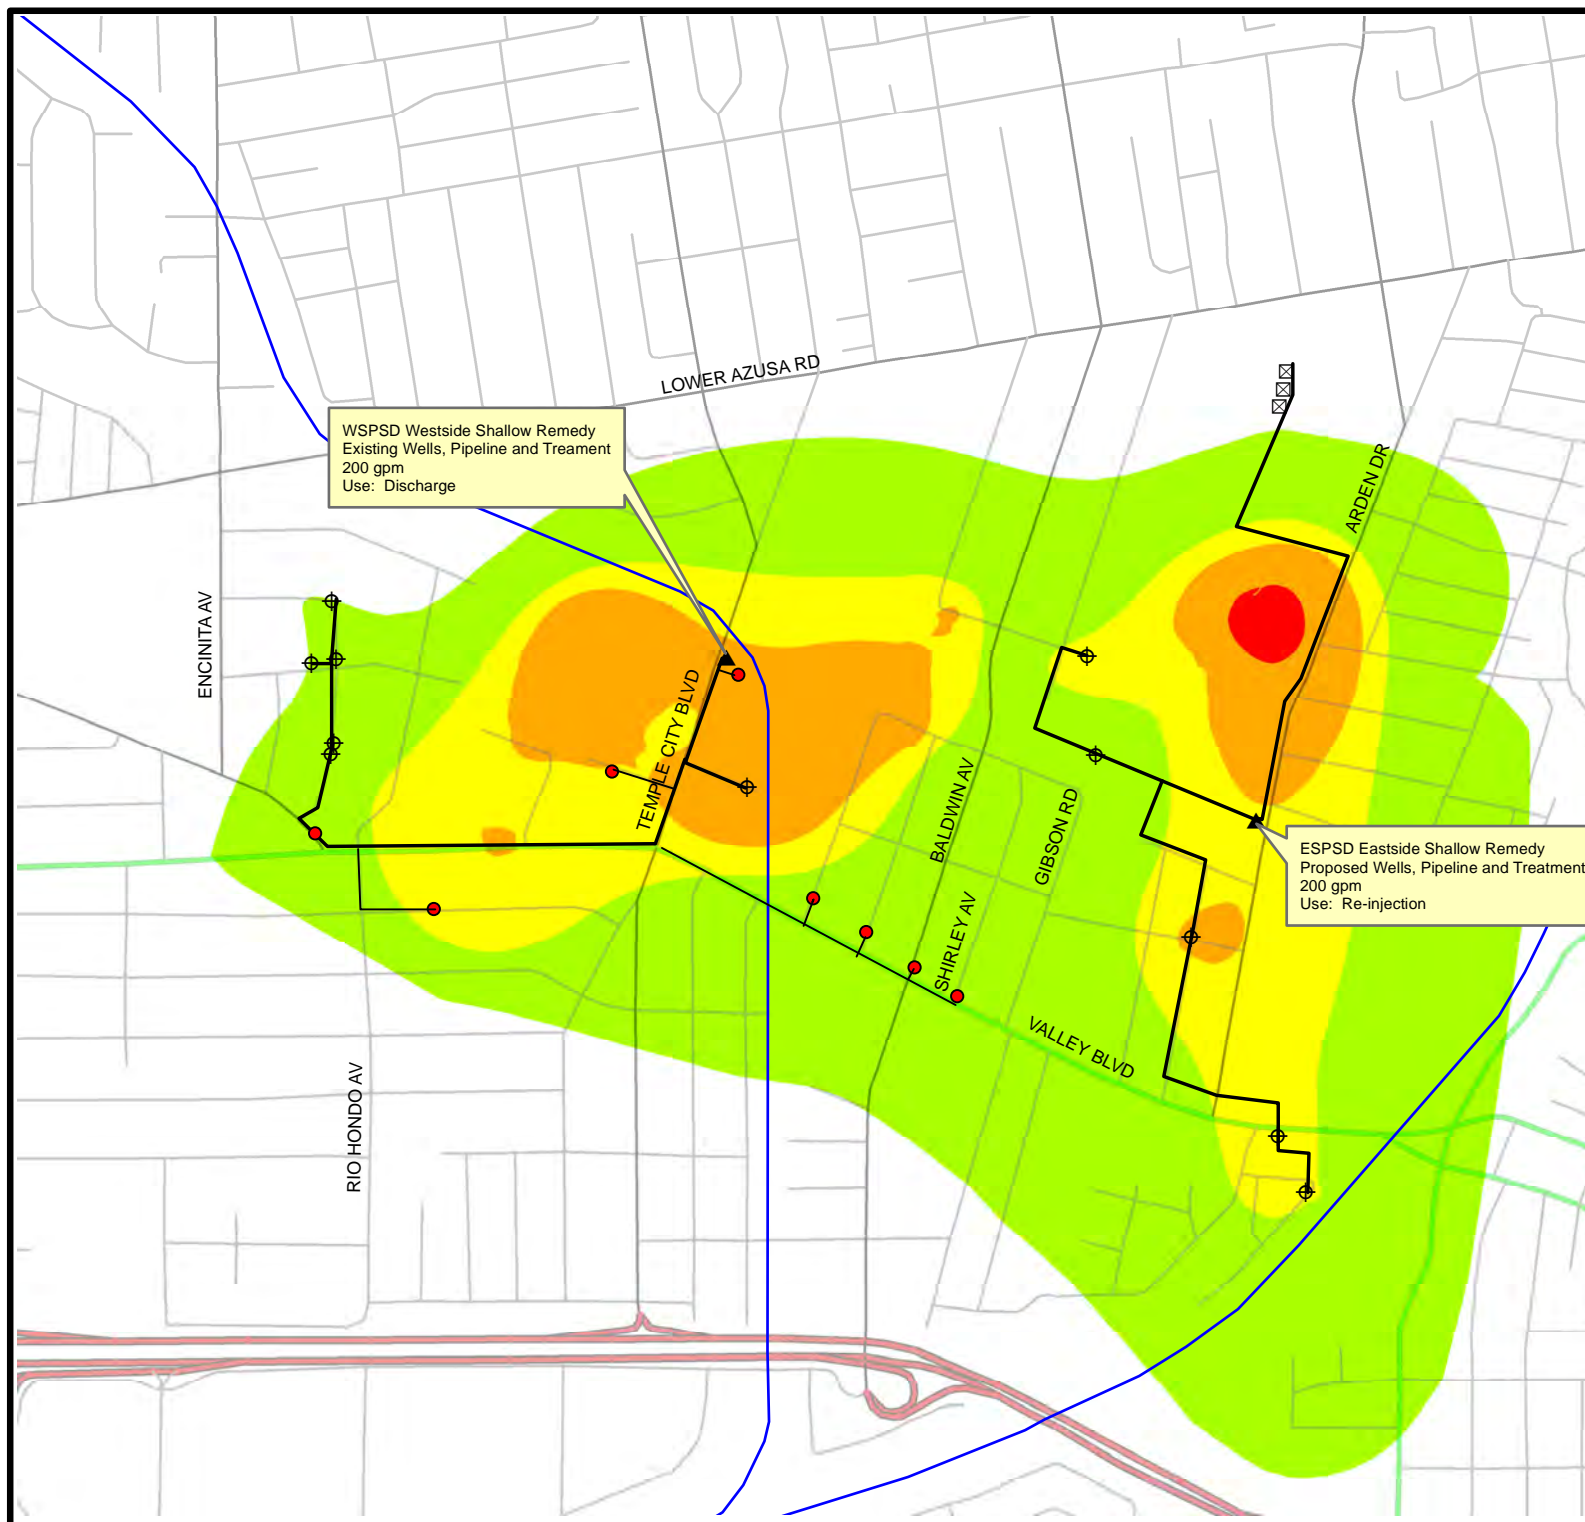 LOWER AZUSA RD
WSPSD Westside Shallow Remedy
Existing Wells, Pipeline and Treament
200 gpm
Use:  Discharge
ARDEN DR
ENCINITA AV
TEMPLE CITY BLVD
BALDWIN AV
GIBSON RD
ESPSD Eastside Shallow Remedy
Proposed Wells, Pipeline and Treatment
200 gpm
Use:  Re-injection
SHIRLEY AV
VALLEY BLVD
RIO HONDO AV